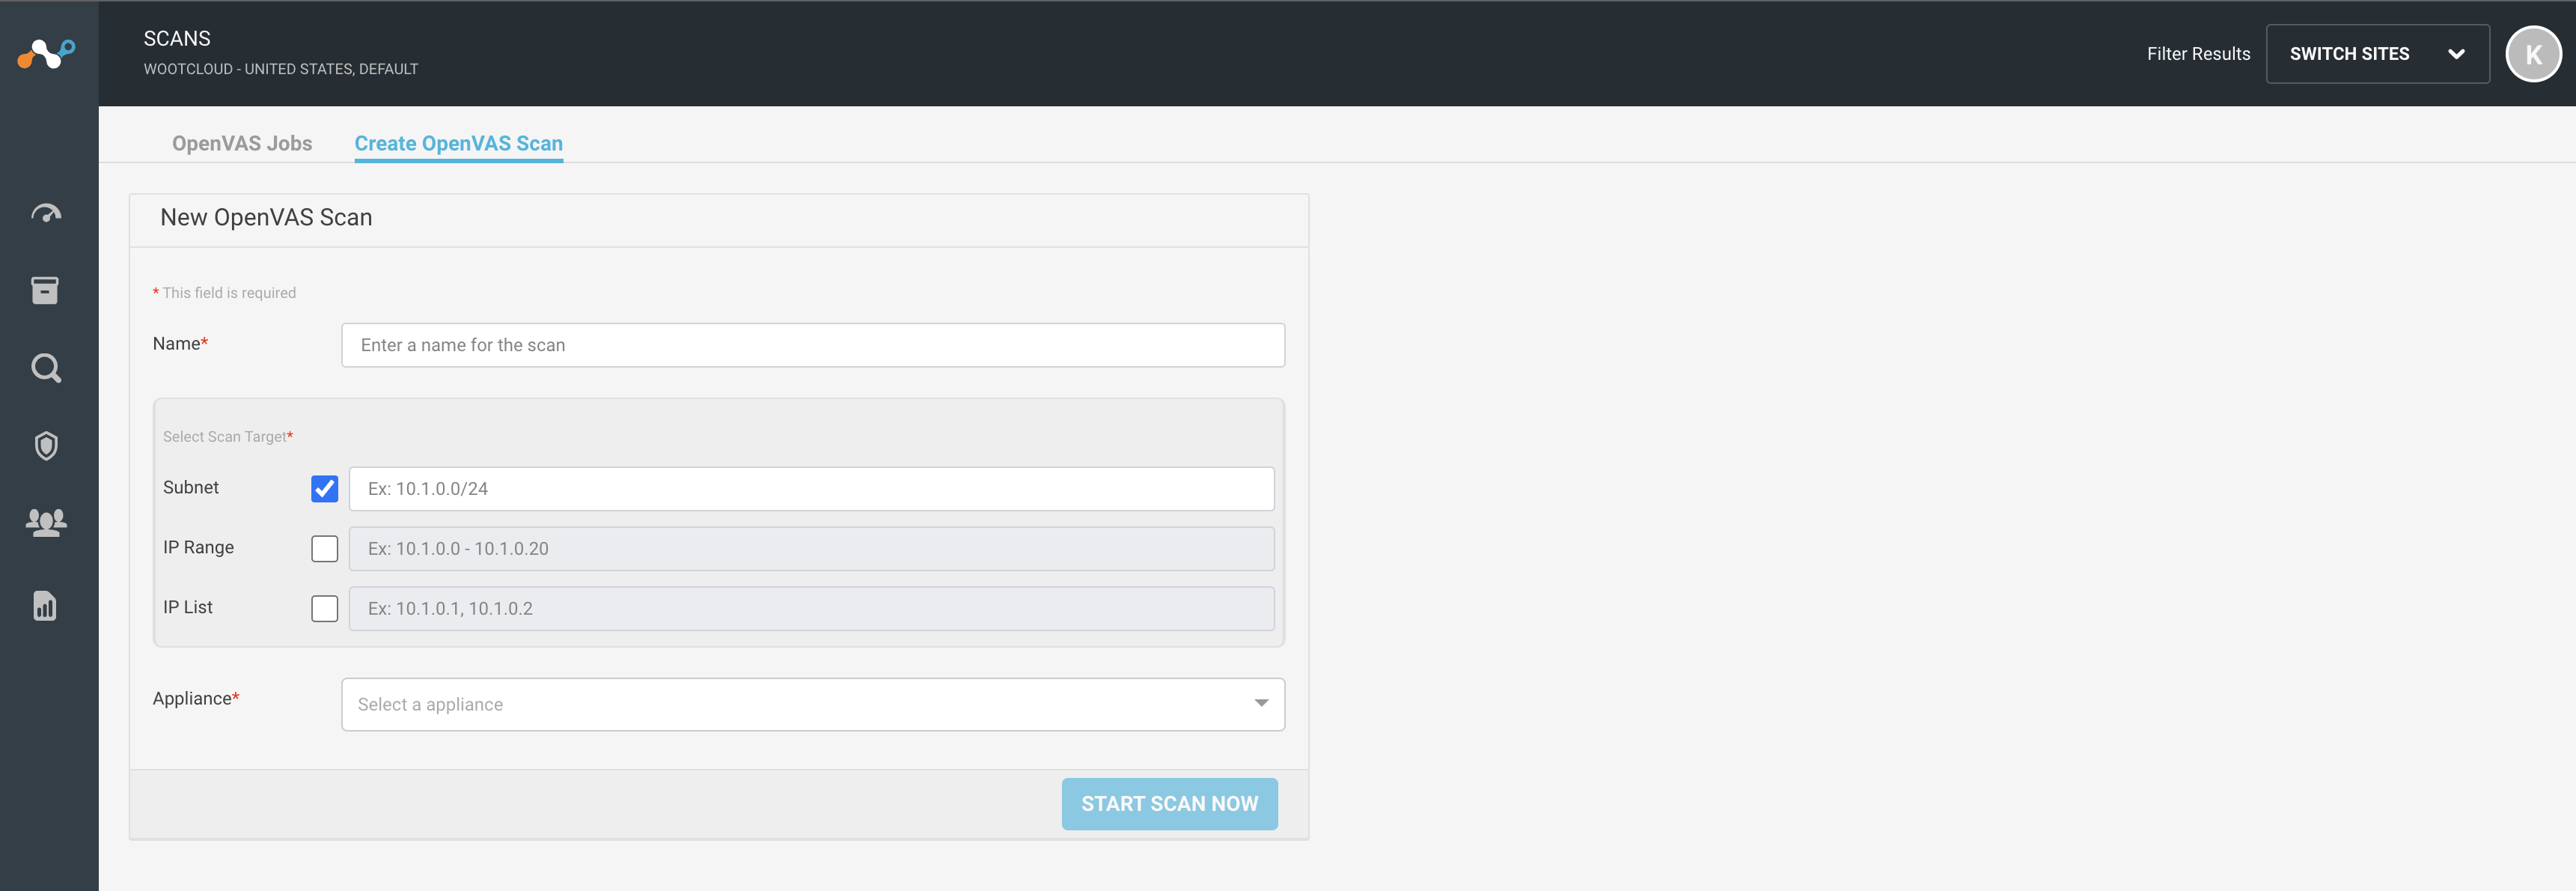 SCANS
WOOTCLOUD - UNITED STATES, DEFAULT
Filter Results
SWITCH SITES
K
OpenVAS Jobs
Create OpenVAS Scan
New OpenVAS Scan
* This field is required
Name*
Enter a name for the scan
Select Scan Target*
Subnet
Ex: 10.1.0.0/24
IP Range
Ex: 10.1.0.0 - 10.1.0.20
IP List
Ex: 10.1.0.1, 10.1.0.2
Appliance*
Select a appliance
START SCAN NOW